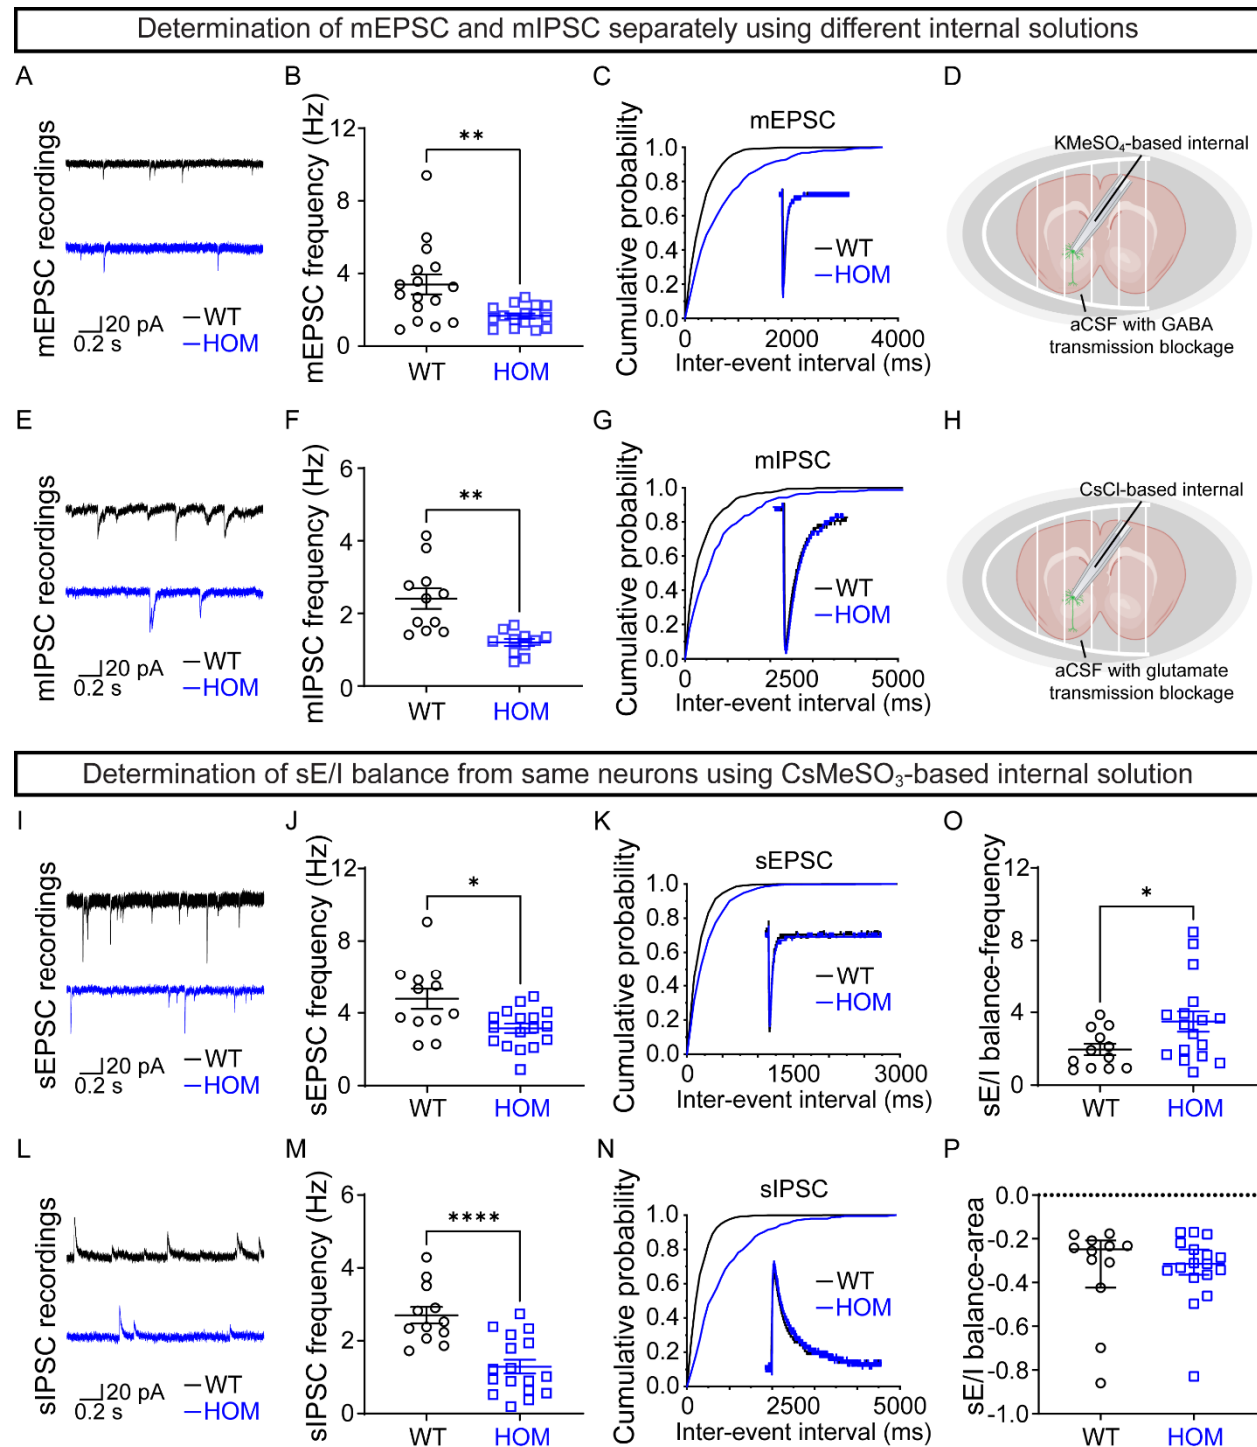 Determination of mEPSC and mIPSC separately using different internal solutions
A
mEPSC recordings
20 pA
0.2 s
WT
HOM
B
mEPSC frequency (Hz)
12
8
4
0
**
WT
HOM
C
mEPSC
Cumulative probability
1.0
0.8
0.6
0.4
0.2
0.0
WT
HOM
0
2000
4000
Inter-event interval (ms)
D
KMeSO₄-based internal
aCSF with GABA
transmission blockage
E
mIPSC recordings
20 pA
0.2 s
WT
HOM
F
mIPSC frequency (Hz)
6
4
2
0
**
WT
HOM
G
mIPSC
Cumulative probability
1.0
0.8
0.6
0.4
0.2
0.0
WT
HOM
0
2500
5000
Inter-event interval (ms)
H
CsCl-based internal
aCSF with glutamate
transmission blockage
Determination of sE/I balance from same neurons using CsMeSO₃-based internal solution
I
sEPSC recordings
20 pA
0.2 s
WT
HOM
J
sEPSC frequency (Hz)
12
8
4
0
*
WT
HOM
K
sEPSC
Cumulative probability
1.0
0.8
0.6
0.4
0.2
0.0
WT
HOM
0
1500
3000
Inter-event interval (ms)
O
sE/I balance-frequency
12
8
4
0
*
WT
HOM
L
sIPSC recordings
20 pA
0.2 s
WT
HOM
M
sIPSC frequency (Hz)
6
4
2
0
****
WT
HOM
N
sIPSC
Cumulative probability
1.0
0.8
0.6
0.4
0.2
0.0
WT
HOM
0
2500
5000
Inter-event interval (ms)
P
sE/I balance-area
0.0
-0.2
-0.4
-0.6
-0.8
-1.0
WT
HOM